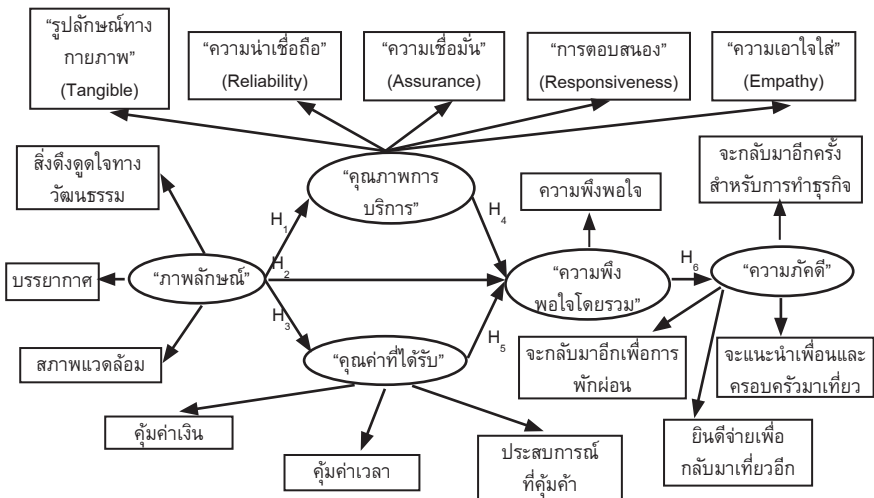 “รูปลักษณ์ทาง
กายภาพ”
(Tangible)
“ความน่าเชื่อถือ”
(Reliability)
“ความเชื่อมั่น”
(Assurance)
“การตอบสนอง”
(Responsiveness)
“ความเอาใจใส่”
(Empathy)
สิ่งดึงดูดใจทาง
วัฒนธรรม
“คุณภาพการ
บริการ”
ความพึงพอใจ
จะกลับมาอีกครั้ง
สำหรับการทำธุรกิจ
H1
H4
H2
H6
บรรยากาศ
“ภาพลักษณ์”
“ความพึง
พอใจโดยรวม”
“ความภักดี”
H3
H5
สภาพแวดล้อม
“คุณค่าที่ได้รับ”
จะกลับมาอีกเพื่อการ
พักผ่อน
จะแนะนำเพื่อนและ
ครอบครัวมาเที่ยว
คุ้มค่าเงิน
คุ้มค่าเวลา
ประสบการณ์
ที่คุ้มค้า
ยินดีจ่ายเพื่อ
กลับมาเที่ยวอีก